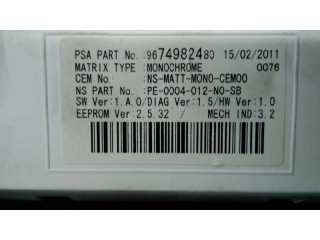 PSA PART No.:9674982480 15/02/2011
MATRIX TYPE :MONOCHROME 0076
CEM No :NS-MATT-MONO-CEM00
NS PART No. :PE-0004-012-N0-SB
SW Ver:1.A.0/DIAG Ver:1.5/HW Ver:1.0
EEPROM Ver:2.5.32 / MECH IND:3.2